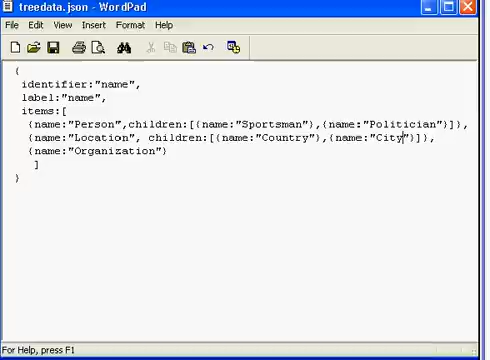 treedata.json - WordPad
File Edit View Insert Format Help
{
identifier:"name",
label:"name",
items:[
{name:"Person",children:[{name:"Sportsman"},{name:"Politician"}]},
{name:"Location", children:[{name:"Country"},{name:"City"}]},
{name:"Organization"}
]
}
For Help, press F1